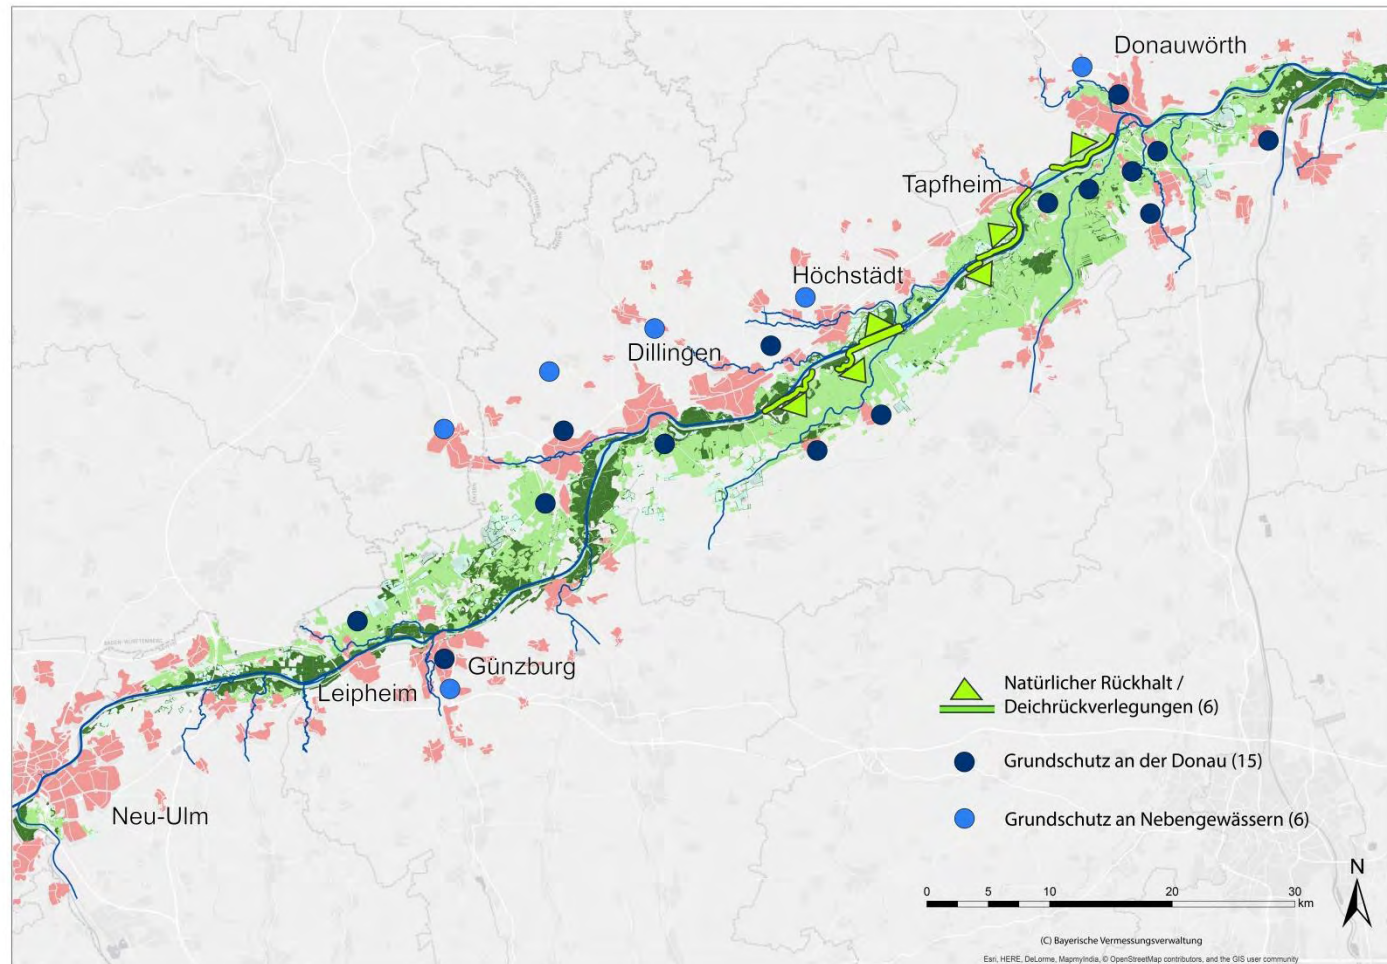 Donauwörth
Tapfheim
Höchstädt
Dillingen
Günzburg
Leipheim
Neu-Ulm
Natürlicher Rückhalt /
Deichrückverlegungen (6)
Grundschutz an der Donau (15)
Grundschutz an Nebengewässern (6)
N
0 5 10 20 30
km
(C) Bayerische Vermessungsverwaltung
Esri, HERE, DeLorme, MapmyIndia, © OpenStreetMap contributors, and the GIS user community